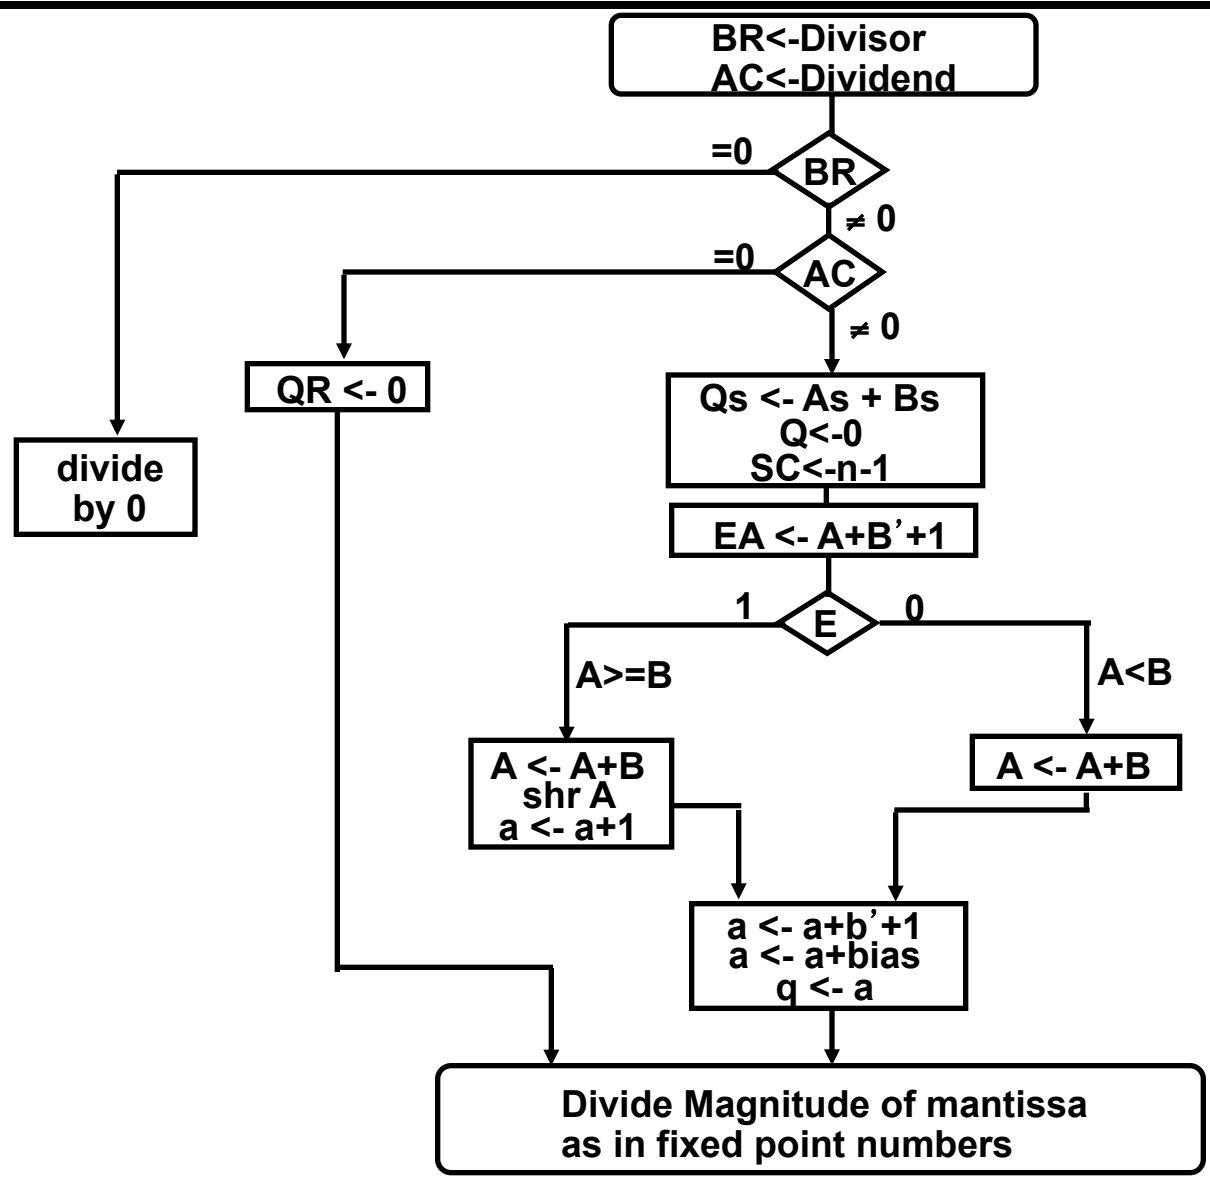 BR<-Divisor
AC<-Dividend
=0
BR
≠ 0
=0
AC
≠ 0
QR <- 0
Qs <- As + Bs
Q<-0
SC<-n-1
divide
by 0
EA <- A+B’+1
1
E
0
A>=B
A<B
A <- A+B
shr A
a <- a+1
A <- A+B
a <- a+b’+1
a <- a+bias
q <- a
Divide Magnitude of mantissa
as in fixed point numbers